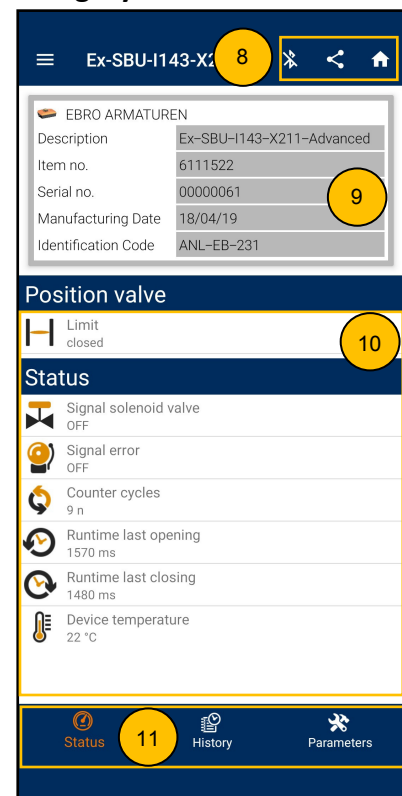 Ex-SBU-I143-X2
8
EBRO ARMATUREN
Description Ex-SBU-I143-X211-Advanced
Item no. 6111522
Serial no. 00000061
9
Manufacturing Date 18/04/19
Identification Code ANL-EB-231
Position valve
Limit
closed
10
Status
Signal solenoid valve
OFF
Signal error
OFF
Counter cycles
9 n
Runtime last opening
1570 ms
Runtime last closing
1480 ms
Device temperature
22 °C
Status 11 History Parameters